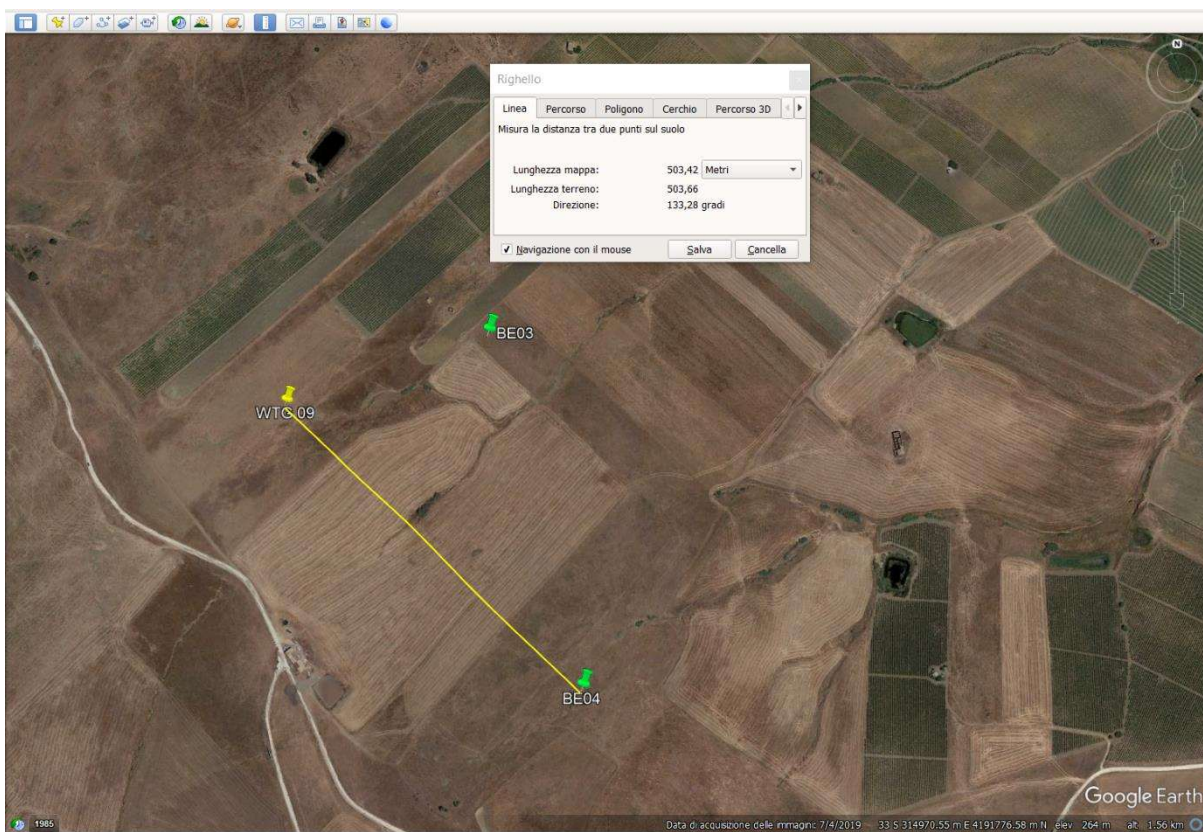 Righello
Linea Percorso Poligono Cerchio Percorso 3D
Misura la distanza tra due punti sul suolo
Lunghezza mappa: 503,42 Metri
Lunghezza terreno: 503,66
Direzione: 133,28 gradi
Navigazione con il mouse Salva Cancella
N
BE03
WTG 09
BE04
Google Earth
1985
Data di acquisizione delle immagini: 7/4/2019 33 S 314970.55 m E 4191776.58 m N elev 264 m alt 1.56 km